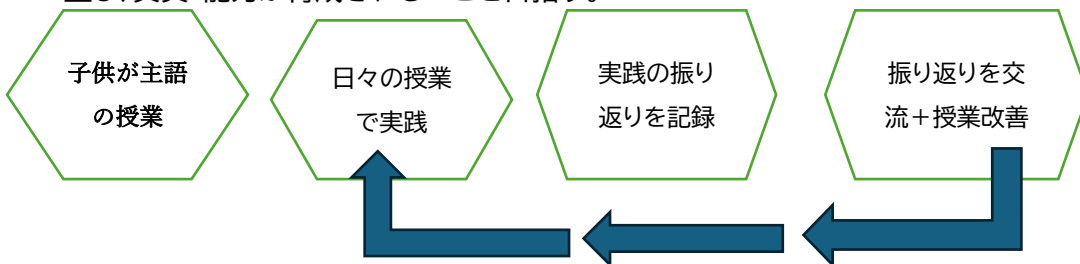 子供が主語
の授業
日々の授業
で実践
実践の振り
返りを記録
振り返りを交
流＋授業改善